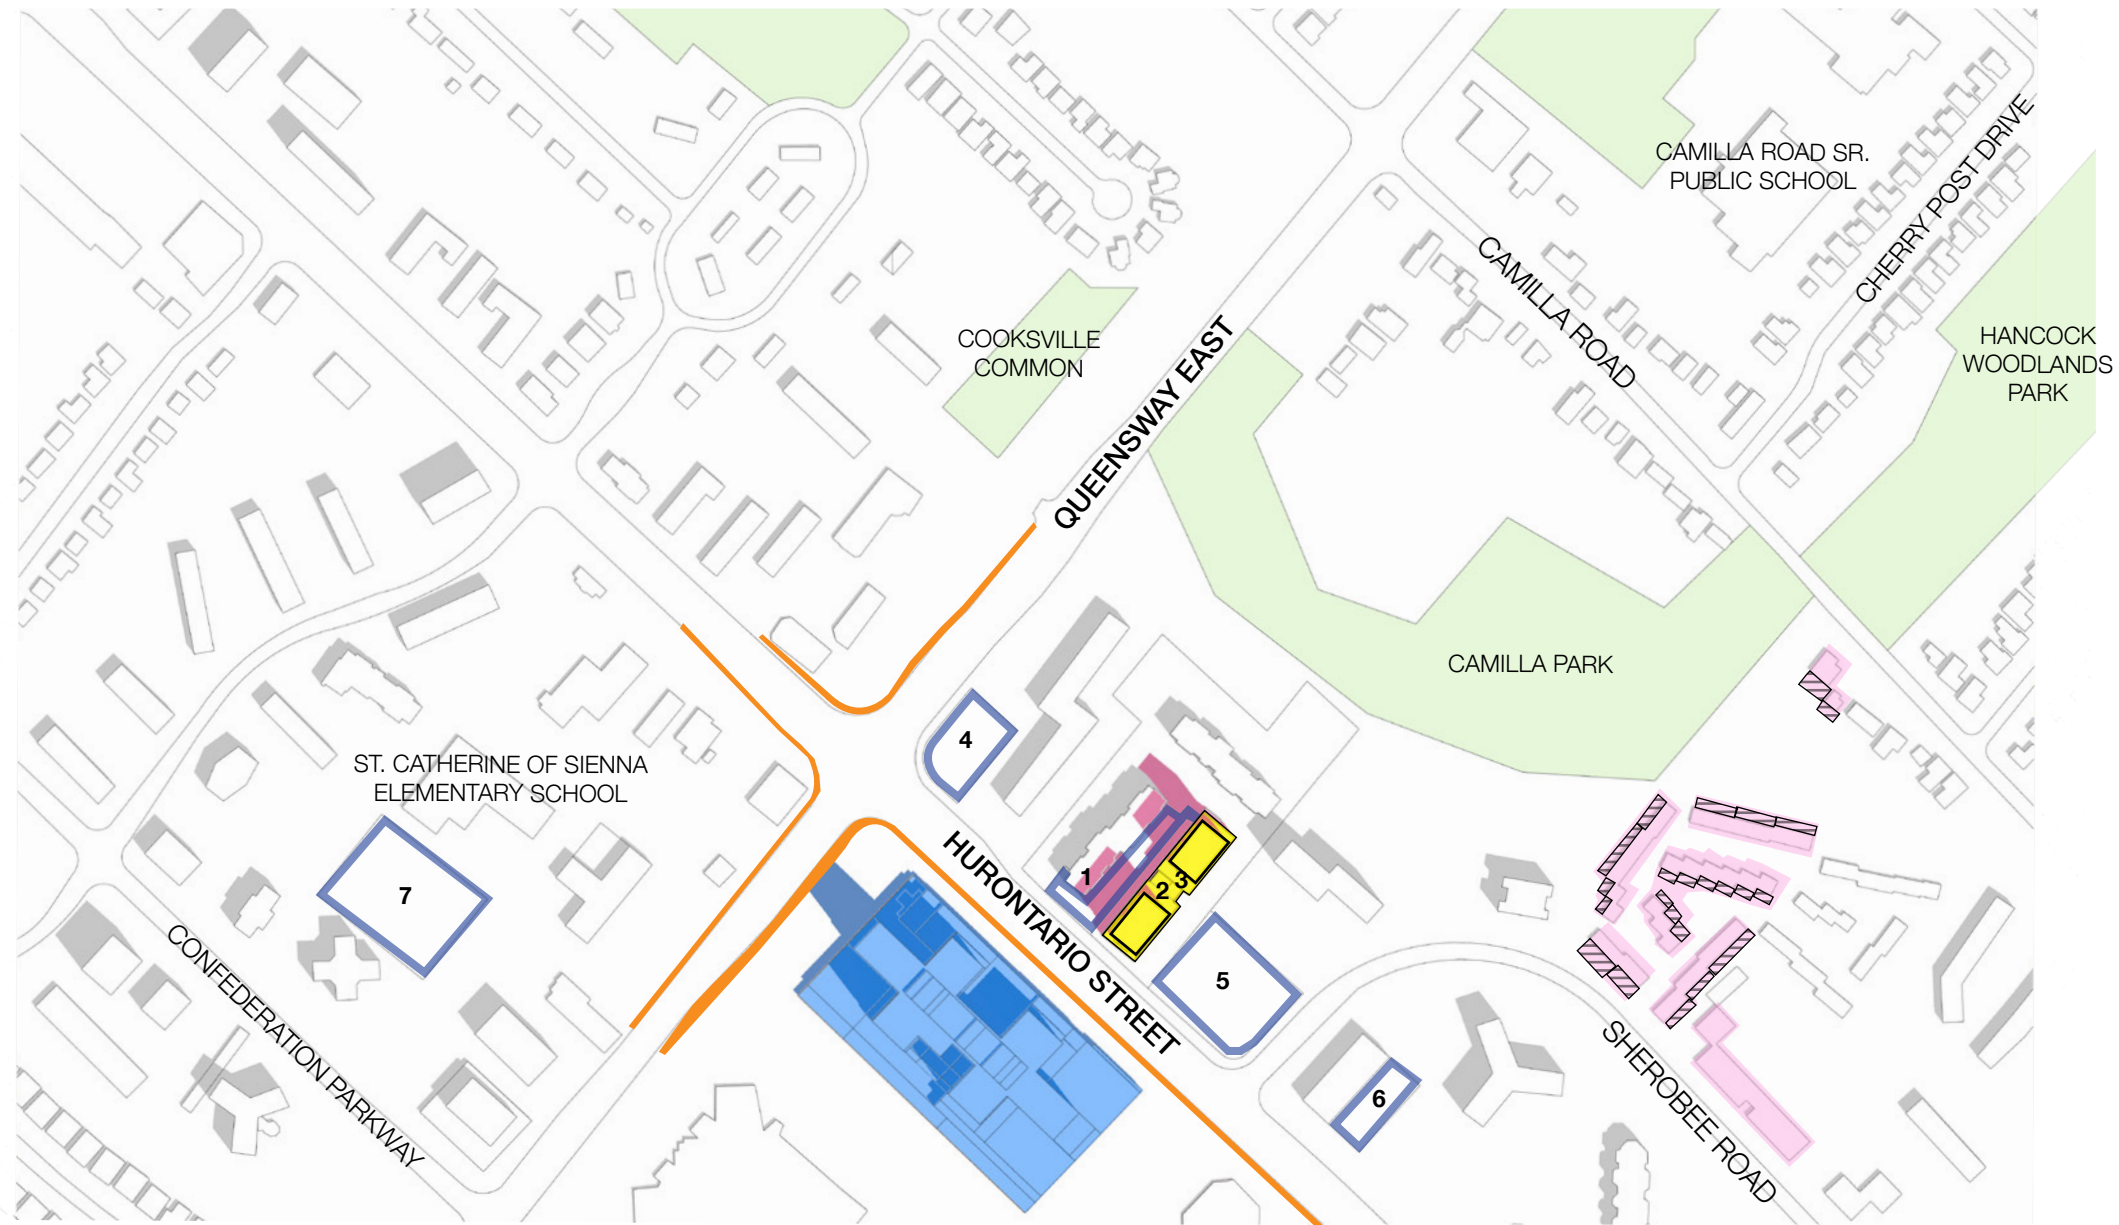 CAMILLA ROAD SR.
PUBLIC SCHOOL
CHERRY POST DRIVE
CAMILLA ROAD
HANCOCK
WOODLANDS
PARK
COOKSVILLE
COMMON
QUEENSWAY EAST
CAMILLA PARK
ST. CATHERINE OF SIENNA
ELEMENTARY SCHOOL
4
1
2
3
HURONTARIO STREET
7
5
6
CONFEDERATION PARKWAY
SHEROBEE ROAD